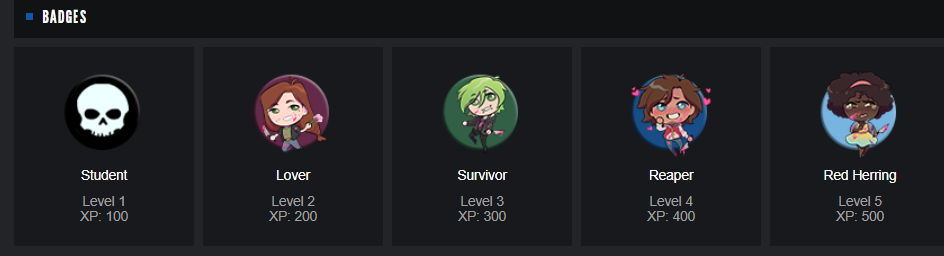 BADGES
Student
Level 1
XP: 100
Lover
Level 2
XP: 200
Survivor
Level 3
XP: 300
Reaper
Level 4
XP: 400
Red Herring
Level 5
XP: 500